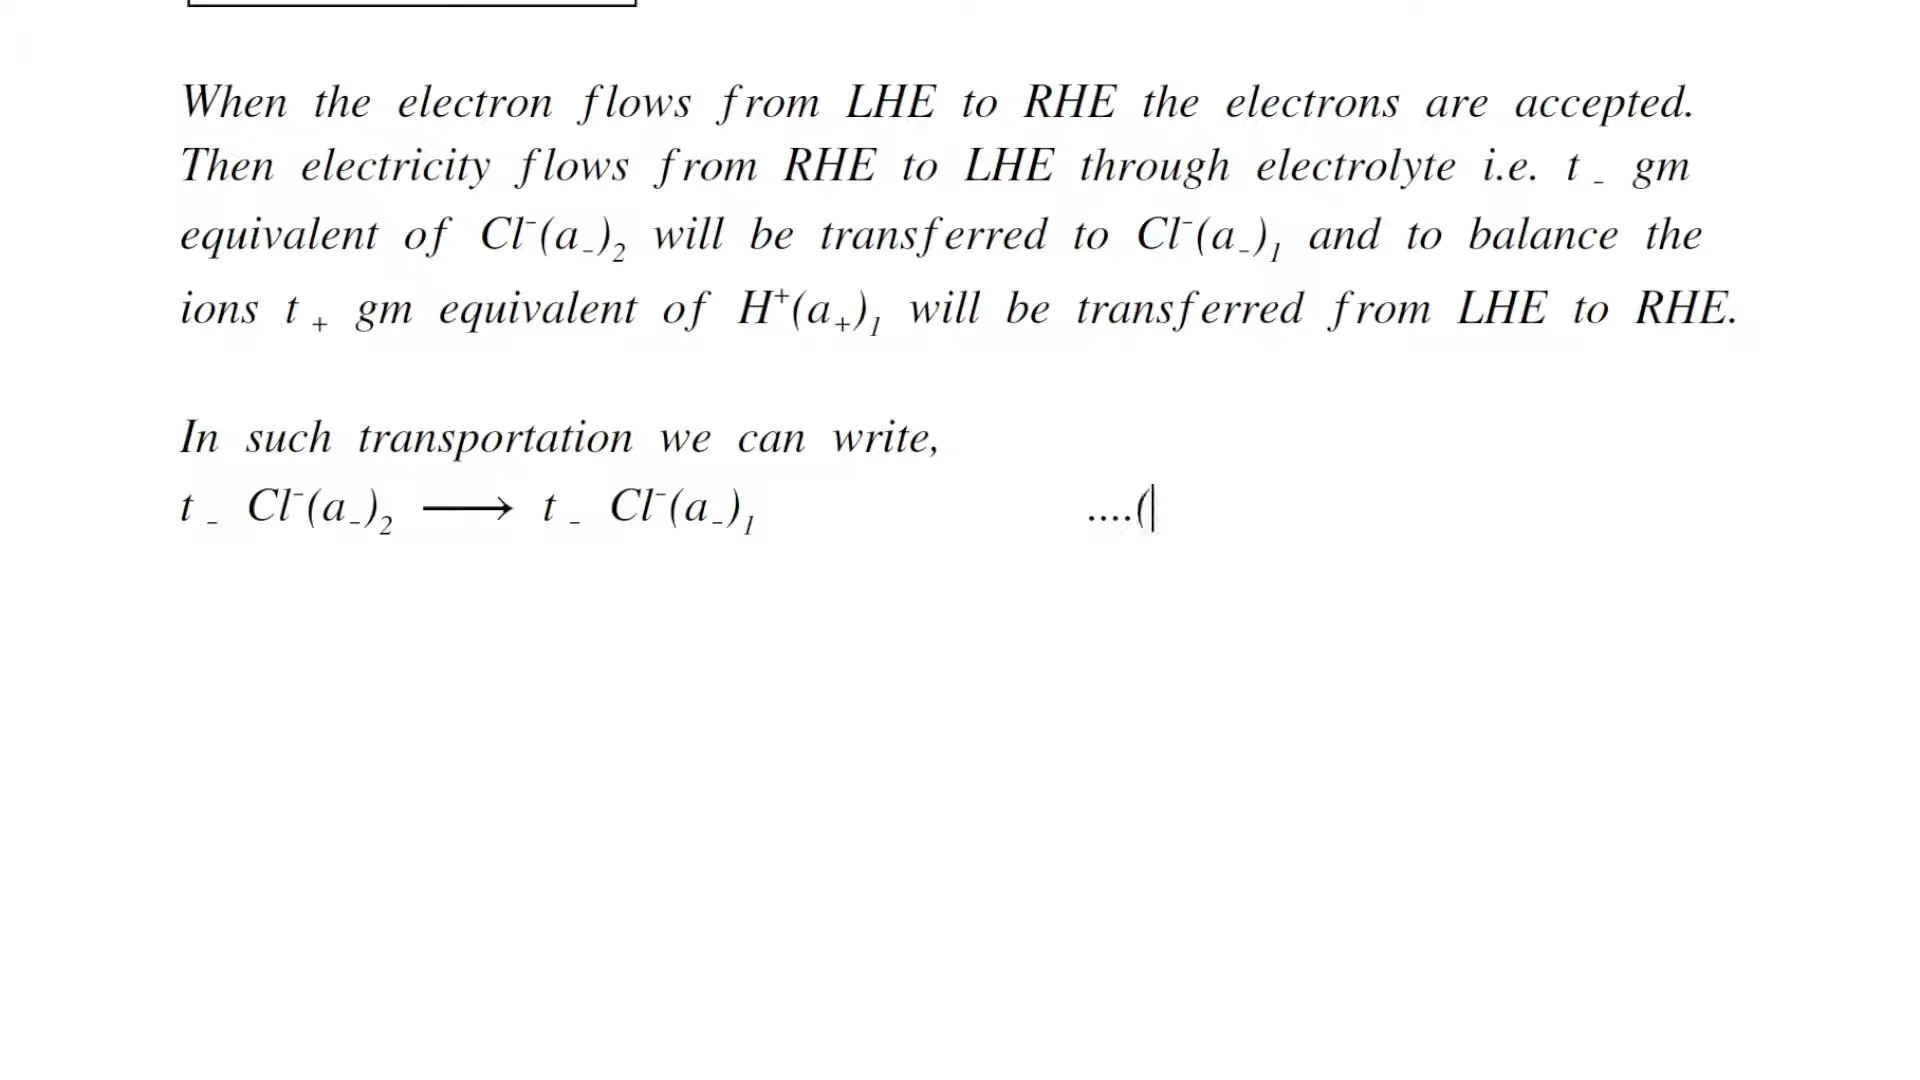 When the electron flows from LHE to RHE the electrons are accepted.
Then electricity flows from RHE to LHE through electrolyte i.e. t₋ gm
equivalent of Cl⁻(a₋)₂ will be transferred to Cl⁻(a₋)₁ and to balance the
ions t₊ gm equivalent of H⁺(a₊)₁ will be transferred from LHE to RHE.
In such transportation we can write,
t₋ Cl⁻(a₋)₂ ⟶ t₋ Cl⁻(a₋)₁ ....(